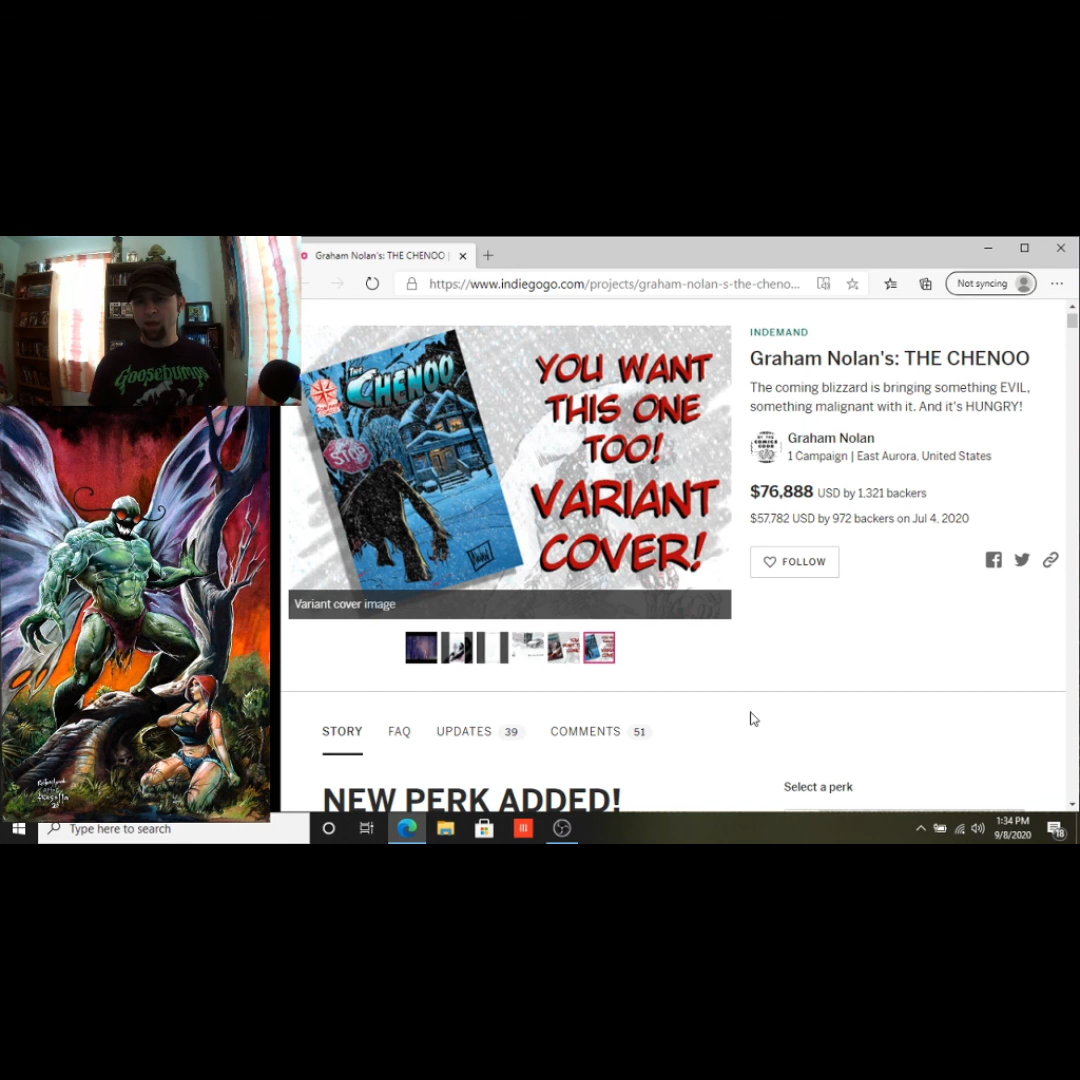 Graham Nolan's: THE CHENOO |
https://www.indiegogo.com/projects/graham-nolan-s-the-cheno...
Not syncing
Goosebumps
THE
CHENOO
STOP
NOLAN
YOU WANT
THIS ONE
TOO!
VARIANT
COVER!
Variant cover image
INDEMAND
Graham Nolan's: THE CHENOO
The coming blizzard is bringing something EVIL,
something malignant with it. And it's HUNGRY!
Graham Nolan
1 Campaign | East Aurora, United States
$76,888 USD by 1,321 backers
$57,782 USD by 972 backers on Jul 4, 2020
FOLLOW
STORY FAQ UPDATES 39 COMMENTS 51
NEW PERK ADDED!
Select a perk
Type here to search
1:34 PM
9/8/2020
18